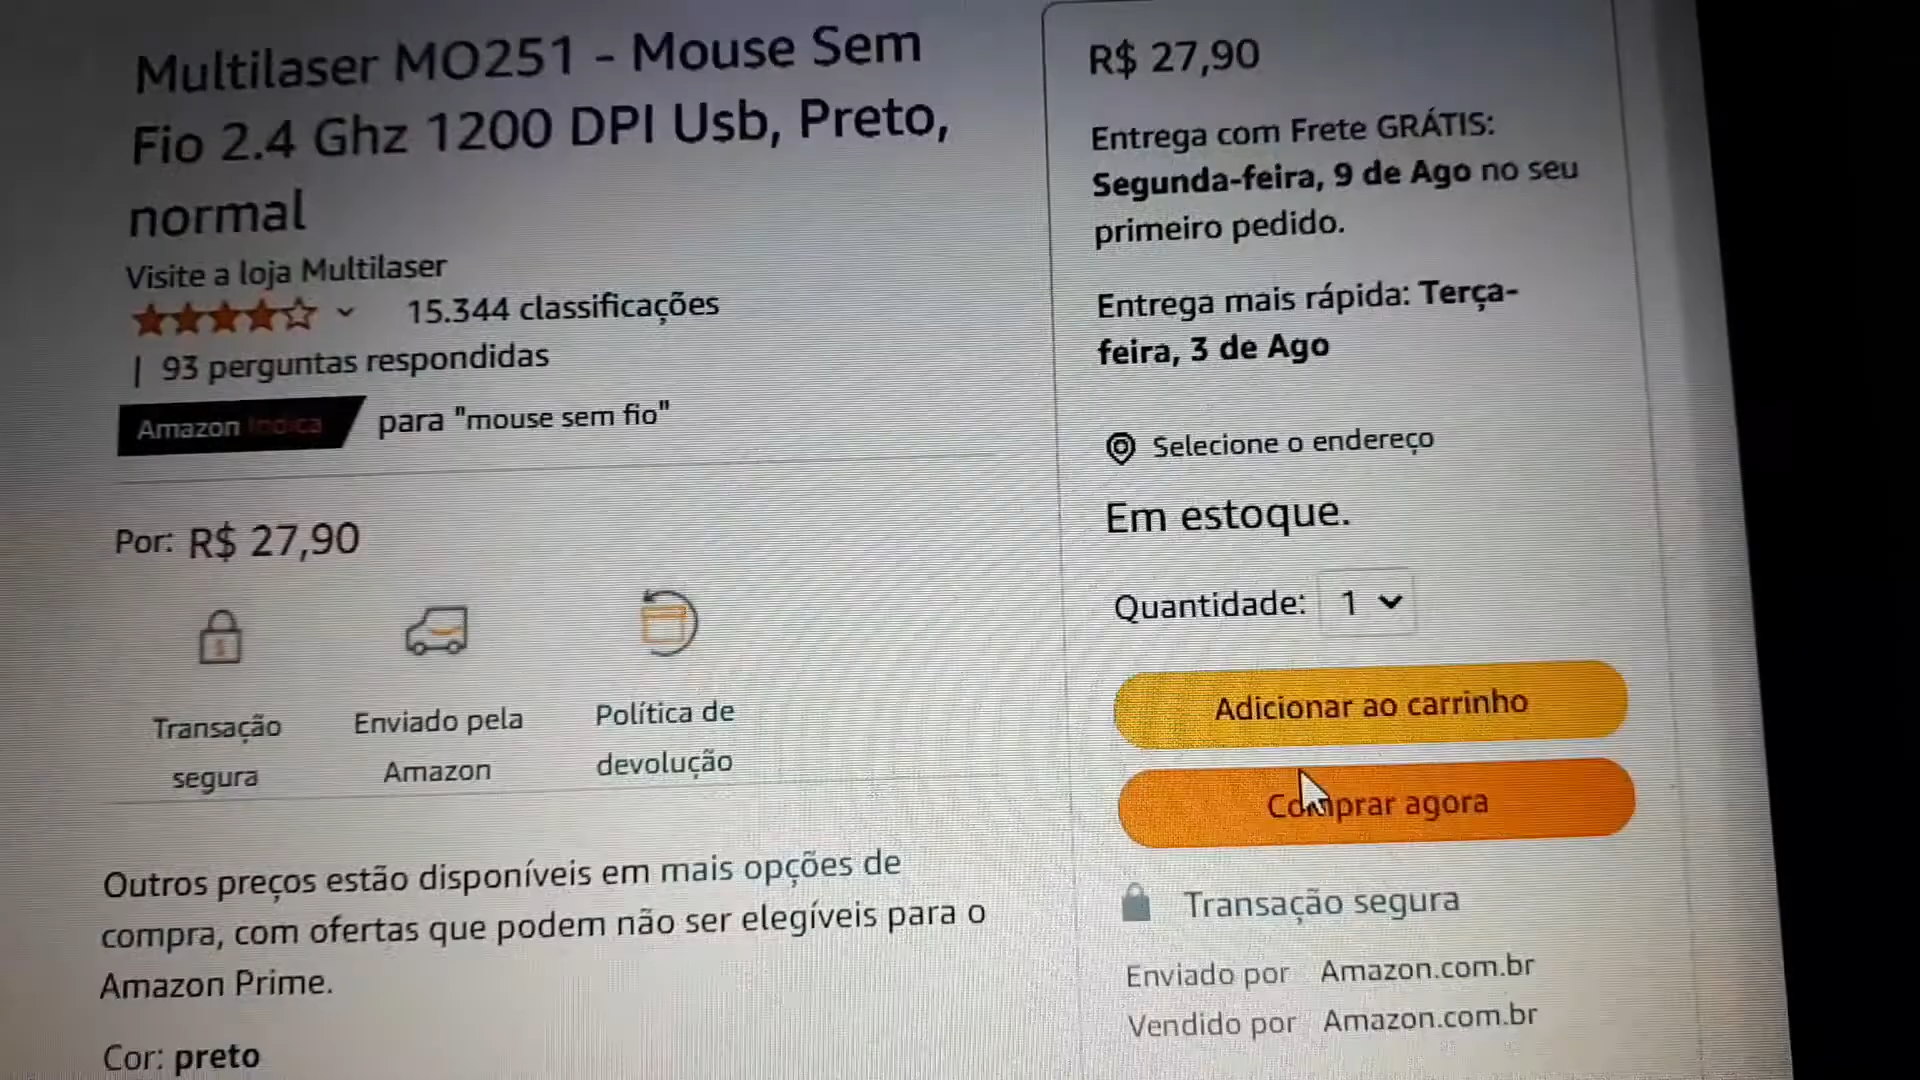 Multilaser MO251 - Mouse Sem
Fio 2.4 Ghz 1200 DPI Usb, Preto,
normal
Visite a loja Multilaser
15.344 classificações
| 93 perguntas respondidas
Amazon Indica para "mouse sem fio"
Por: R$ 27,90
Transação
segura
Enviado pela
Amazon
Política de
devolução
Outros preços estão disponíveis em mais opções de
compra, com ofertas que podem não ser elegíveis para o
Amazon Prime.
Cor: preto
R$ 27,90
Entrega com Frete GRÁTIS:
Segunda-feira, 9 de Ago no seu
primeiro pedido.
Entrega mais rápida: Terça-
feira, 3 de Ago
Selecione o endereço
Em estoque.
Quantidade: 1
Adicionar ao carrinho
Comprar agora
Transação segura
Enviado por Amazon.com.br
Vendido por Amazon.com.br